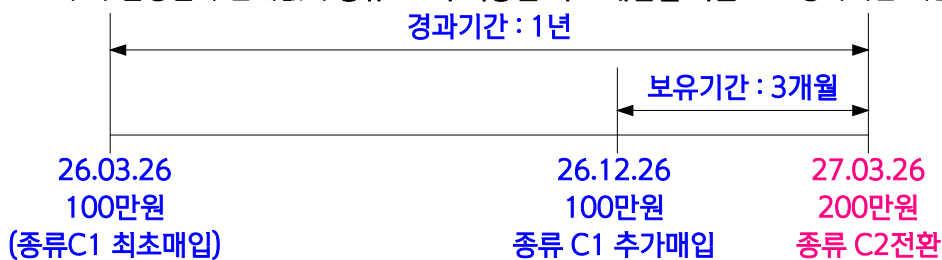 경과기간 : 1년
보유기간 : 3개월
26.03.26 26.12.26 27.03.26
100만원 100만원 200만원
(종류C1 최초매입) 종류 C1 추가매입 종류 C2전환